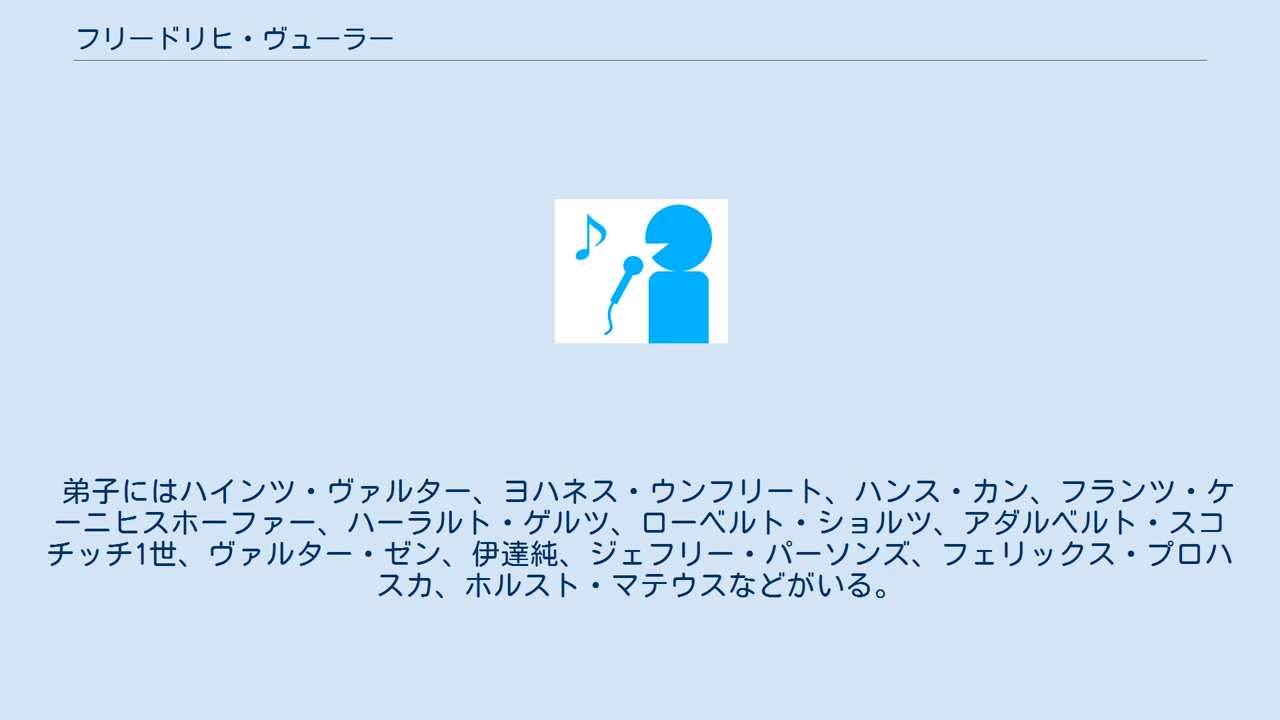 フリードリヒ・ヴューラー
弟子にはハインツ・ヴァルター、ヨハネス・ウンフリート、ハンス・カン、フランツ・ケ
ーニヒスホーファー、ハーラルト・ゲルツ、ローベルト・ショルツ、アダルベルト・スコ
チッチ1世、ヴァルター・ゼン、伊達純、ジェフリー・パーソンズ、フェリックス・プロハ
スカ、ホルスト・マテウスなどがいる。